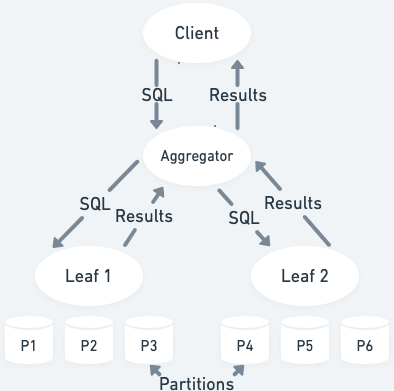 Client
SQL
Results
Aggregator
SQL
Results
SQL
Results
Leaf 1
Leaf 2
P1
P2
P3
P4
P5
P6
Partitions